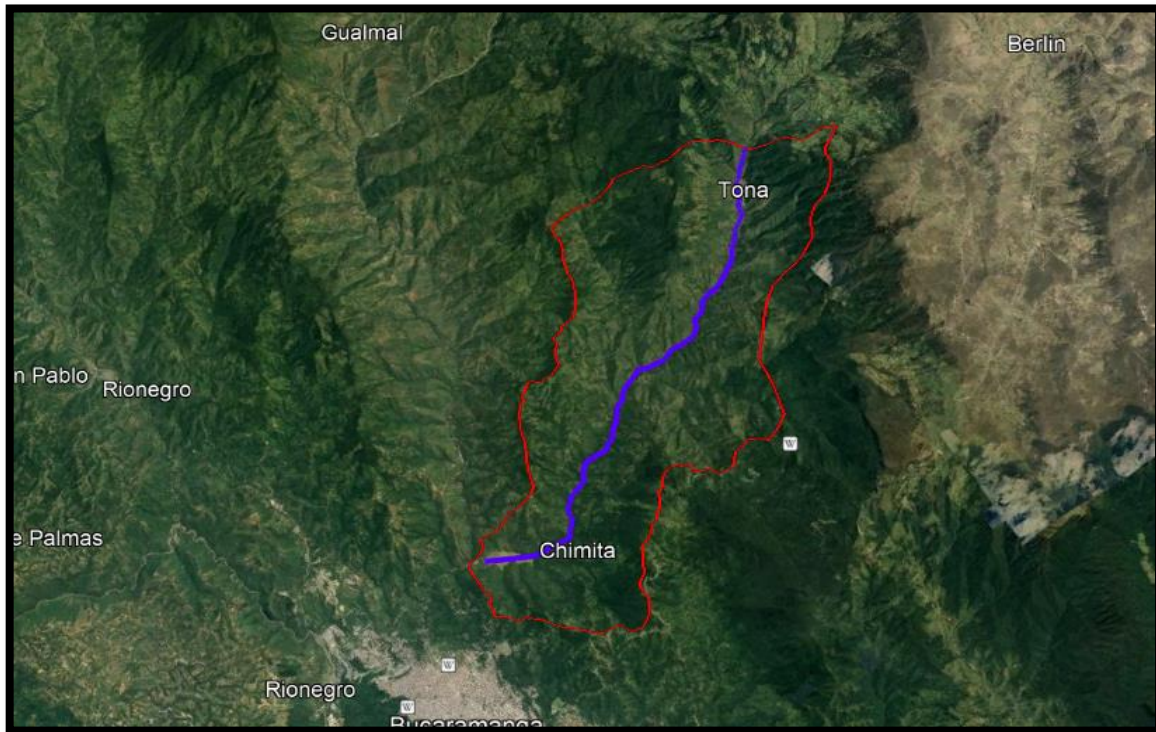 Gualmal
Berlin
Tona
n Pablo
Rionegro
e Palmas
Chimita
W
Rionegro
W
W
Bucaramanga